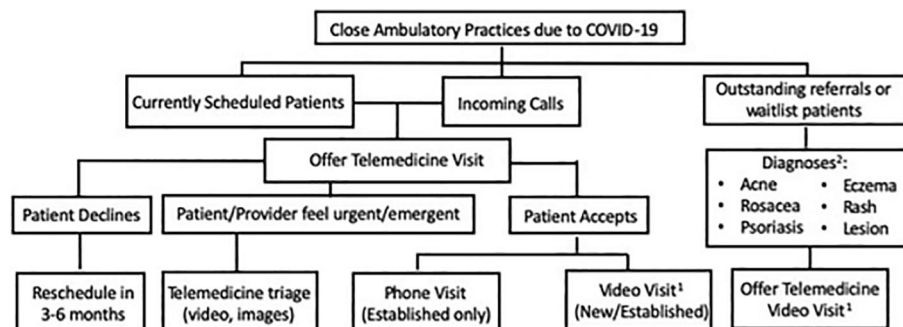 Close Ambulatory Practices due to COVID-19
Currently Scheduled Patients
Incoming Calls
Outstanding referrals or
waitlist patients
Offer Telemedicine Visit
Diagnoses²:
• Acne
• Rosacea
• Psoriasis
• Eczema
• Rash
• Lesion
Patient Declines
Patient/Provider feel urgent/emergent
Patient Accepts
Reschedule in
3-6 months
Telemedicine triage
(video, images)
Phone Visit
(Established only)
Video Visit¹
(New/Established)
Offer Telemedicine
Video Visit¹